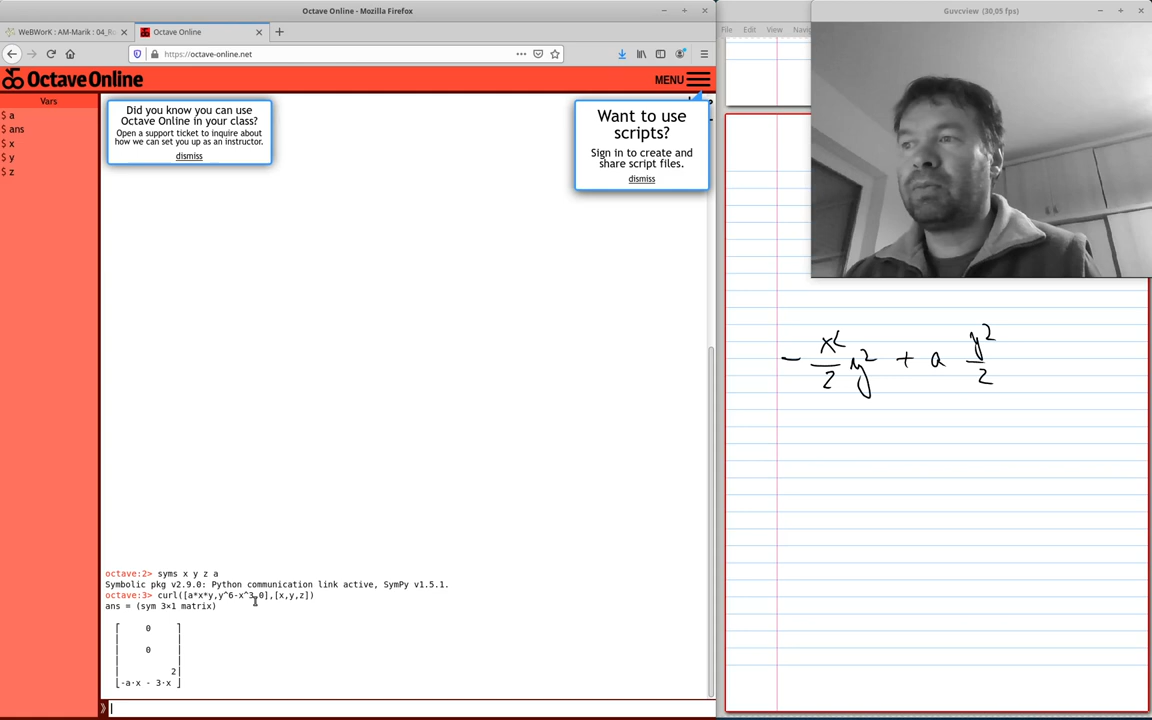 Octave Online - Mozilla Firefox
WeBWorK : AM-Marik : 04_R
Octave Online
https://octave-online.net
Octave Online
MENU
Vars
$ a
$ ans
$ x
$ y
$ z
Did you know you can use
Octave Online in your class?
Open a support ticket to inquire about
how we can set you up as an instructor.
dismiss
Want to use
scripts?
Sign in to create and
share script files.
dismiss
octave:2> syms x y z a
Symbolic pkg v2.9.0: Python communication link active, SymPy v1.5.1.
octave:3> curl([a*x*y,y^6-x^3,0],[x,y,z])
ans = (sym 3×1 matrix)
0
0
2
-a·x - 3·x
File Edit View
Guvcview (30,05 fps)
- x²/2 y² + a y²/2